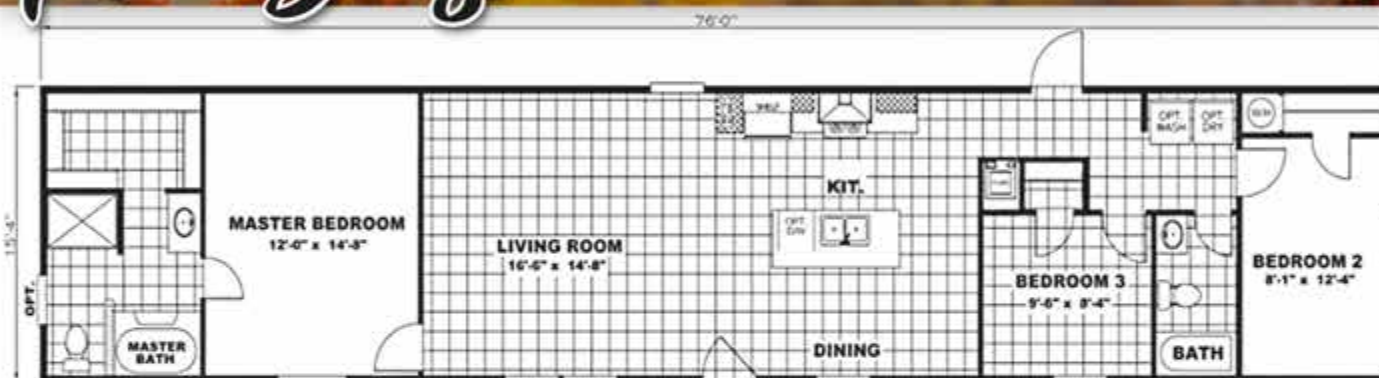 76'-0"
15'-4"
OPT.
MASTER BEDROOM
12'-0" x 14'-8"
MASTER
BATH
LIVING ROOM
16'-6" x 14'-8"
KIT.
OPT.
D/W
DINING
OPT.
WASH
OPT.
DRY
BEDROOM 3
9'-6" x 8'-4"
BATH
BEDROOM 2
8'-1" x 12'-4"